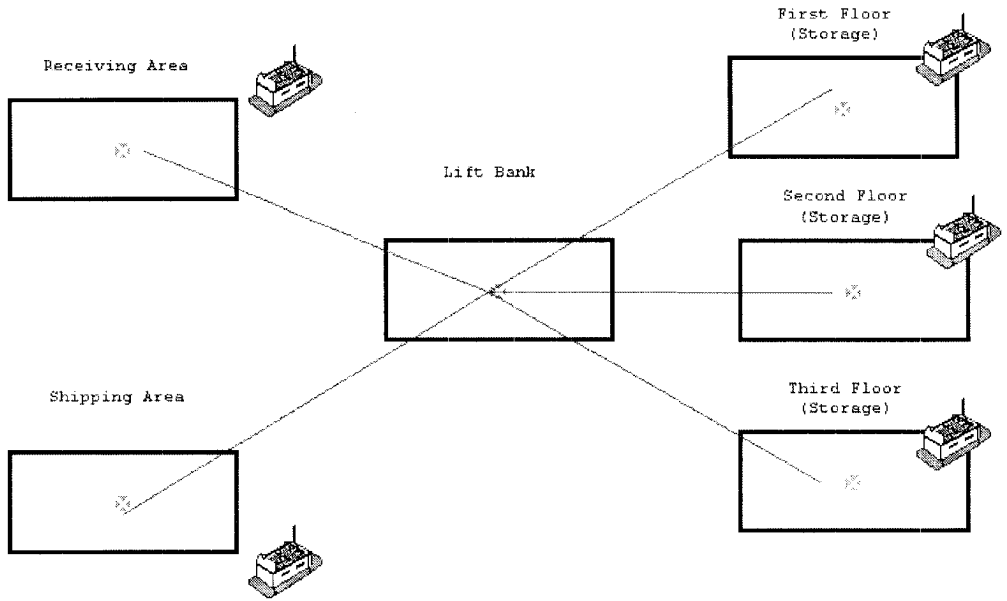 First Floor
(Storage)
Receiving Area
Lift Bank
Second Floor
(Storage)
Shipping Area
Third Floor
(Storage)